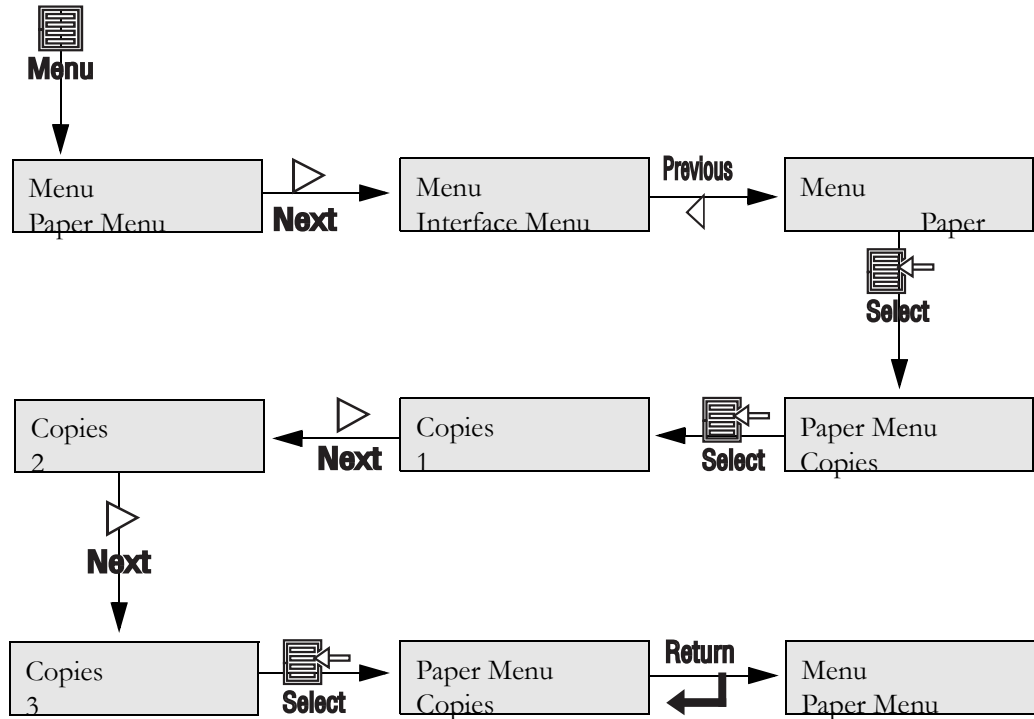 Menu
Menu
Paper Menu
Next
Menu
Interface Menu
Previous
Menu
Paper
Select
Paper Menu
Copies
Select
Copies
1
Next
Copies
2
Next
Copies
3
Select
Paper Menu
Copies
Return
Menu
Paper Menu